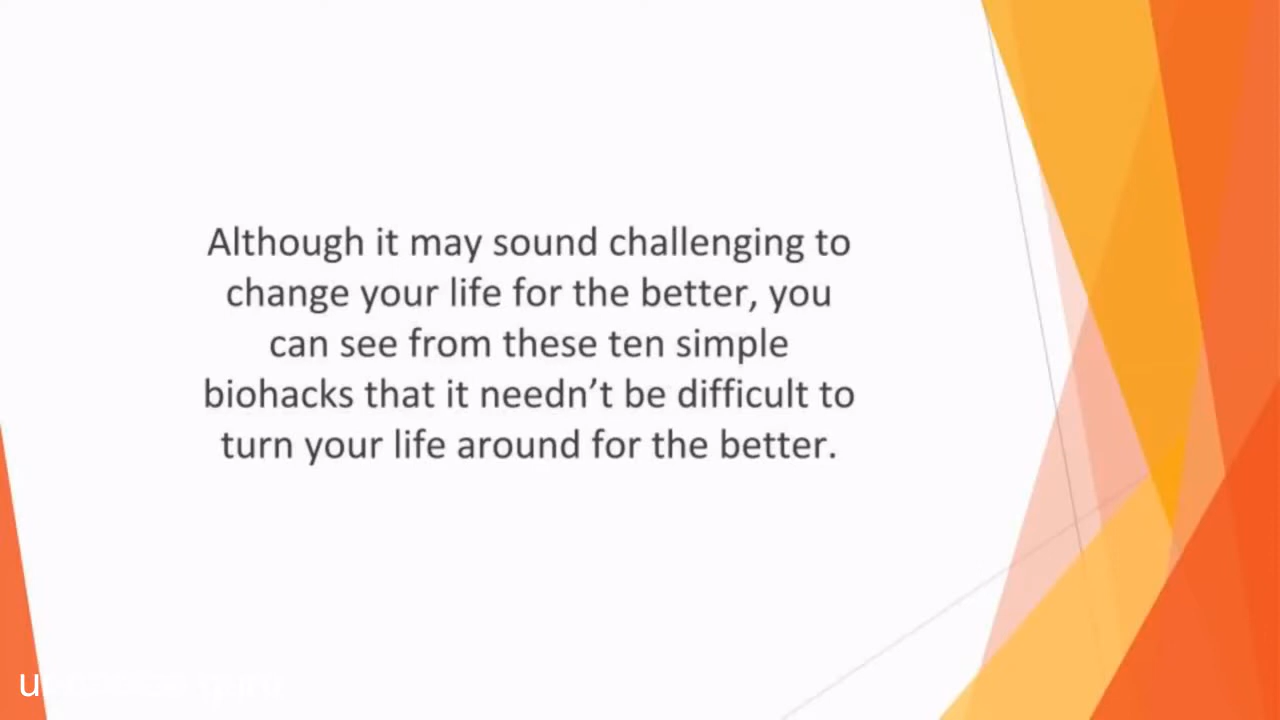 Although it may sound challenging to
change your life for the better, you
can see from these ten simple
biohacks that it needn’t be difficult to
turn your life around for the better.